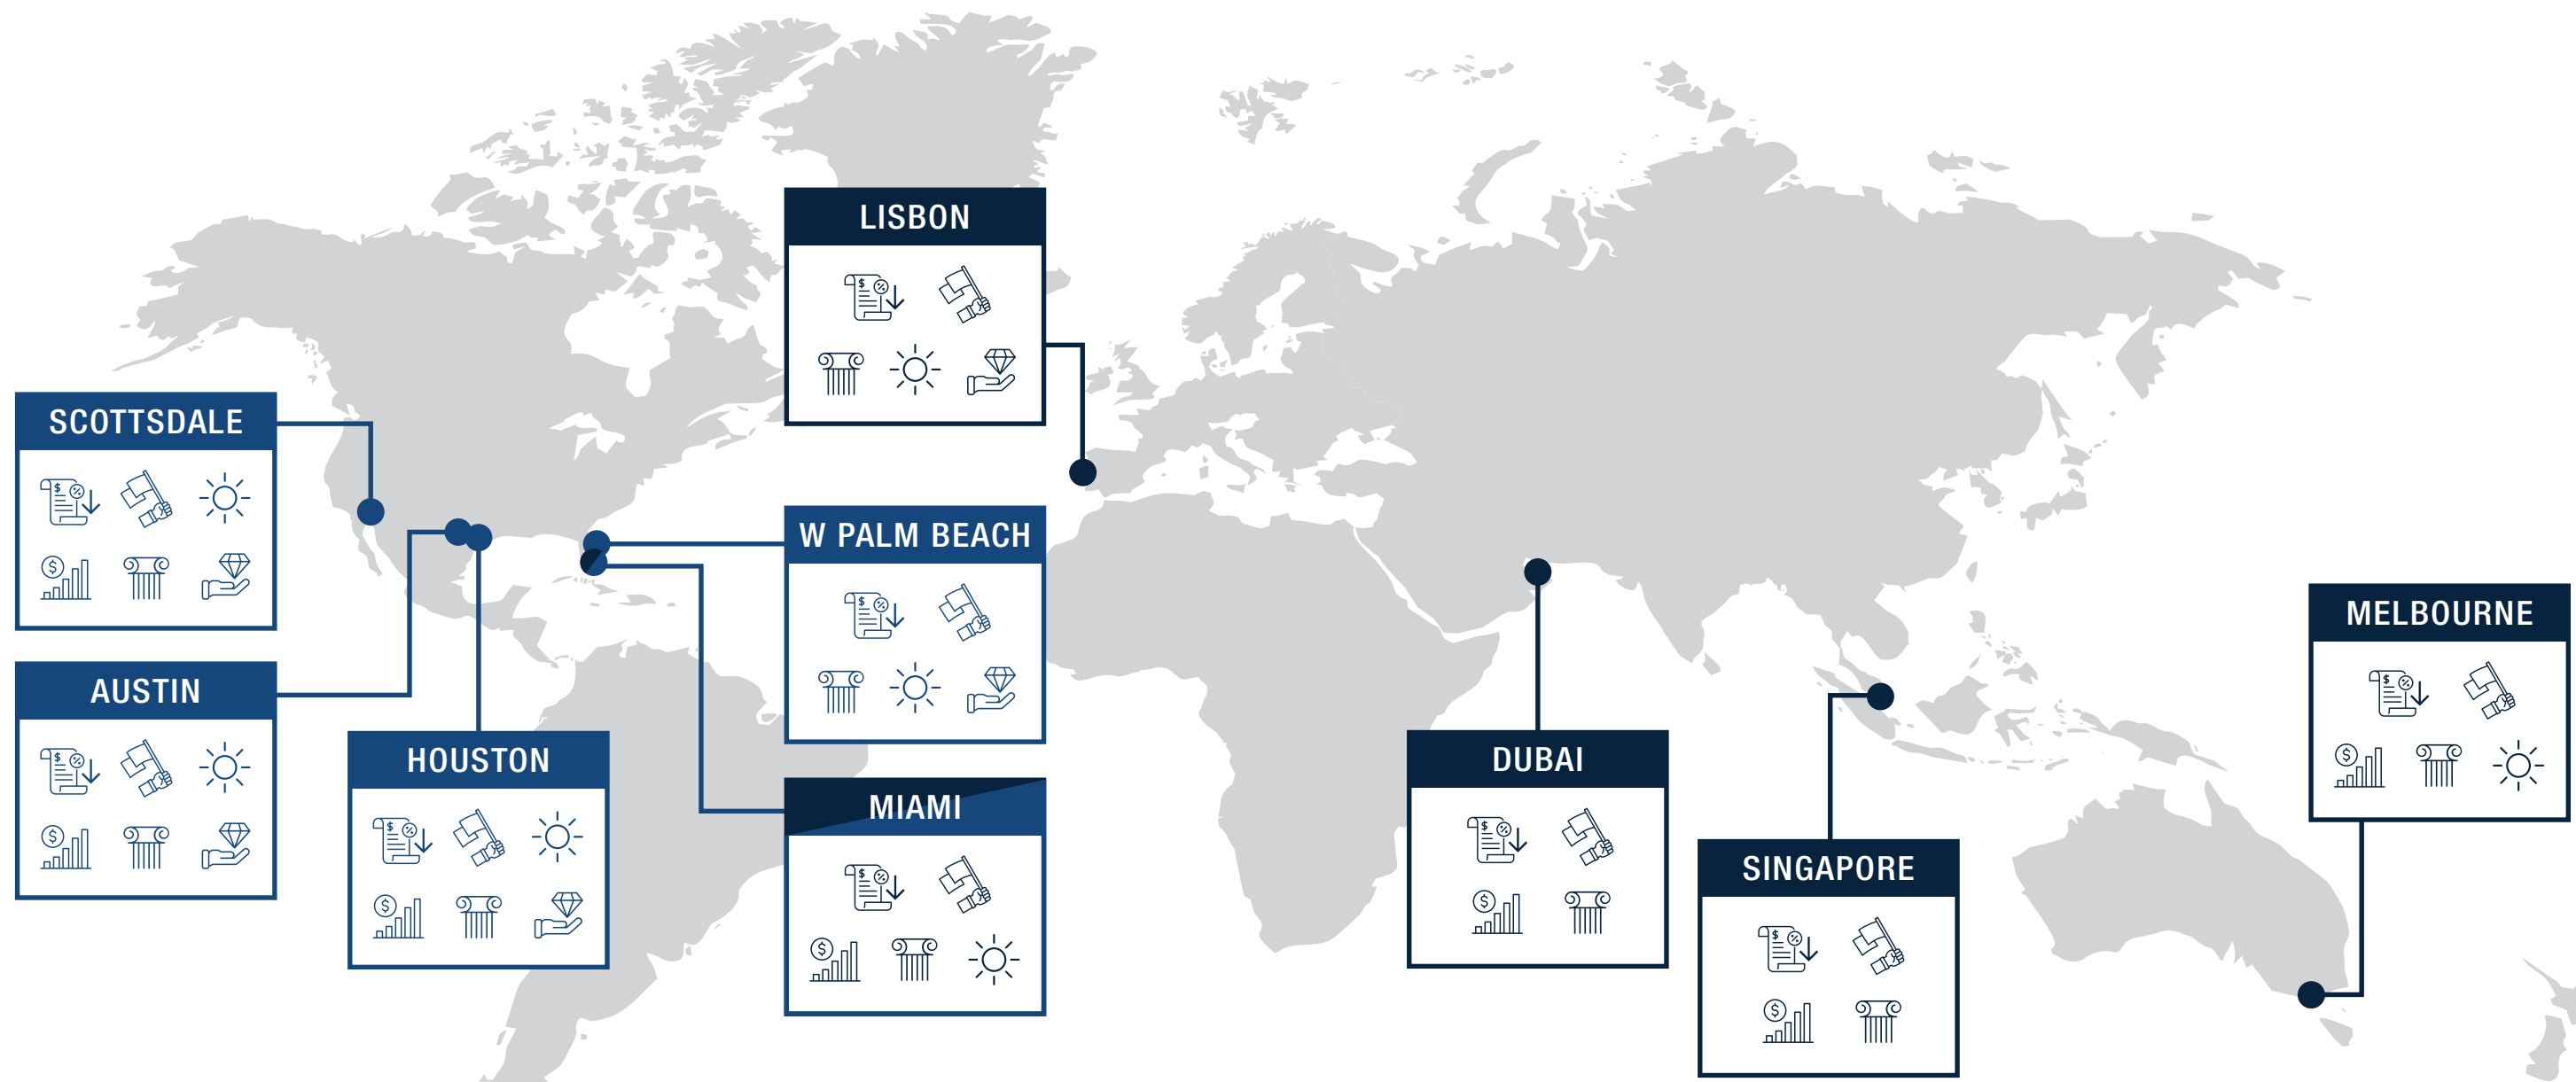 LISBON
SCOTTSDALE
W PALM BEACH
MELBOURNE
AUSTIN
HOUSTON
DUBAI
MIAMI
SINGAPORE